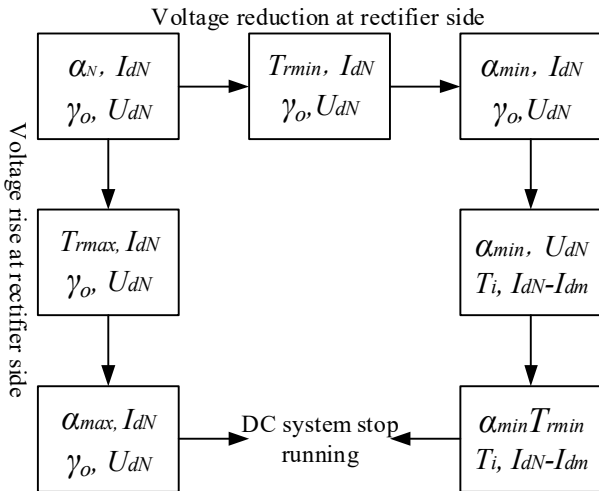 Voltage reduction at rectifier side
αN, IdN
γo, UdN
Trmin, IdN
γo,UdN
αmin, IdN
γo,UdN
Voltage rise at rectifier side
Trmax, IdN
γo, UdN
αmin, UdN
Ti, IdN-Idm
αmax, IdN
γo, UdN
DC system stop
running
αminTrmin
Ti, IdN-Idm